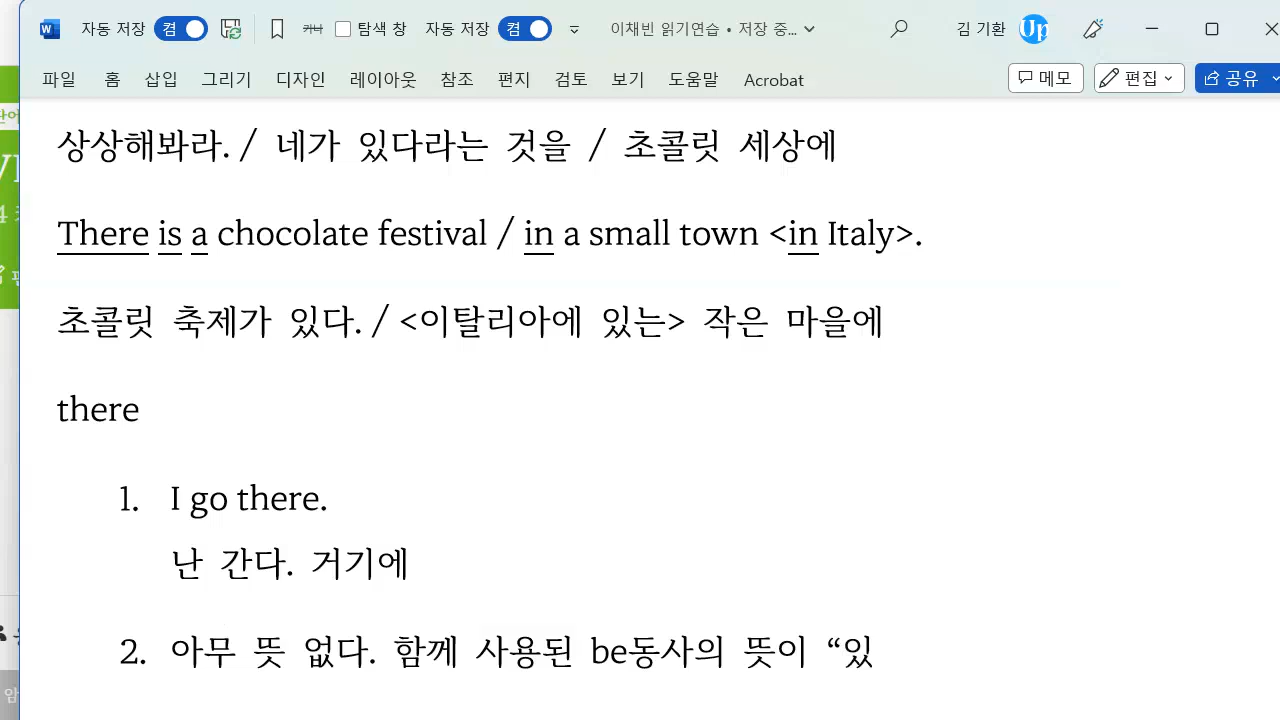 자동 저장 켬 탐색 창 자동 저장 켬 이채빈 읽기연습 • 저장 중... 김 기환 Up
파일 홈 삽입 그리기 디자인 레이아웃 참조 편지 검토 보기 도움말 Acrobat 메모 편집 공유
상상해봐라. / 네가 있다라는 것을 / 초콜릿 세상에
There is a chocolate festival / in a small town <in Italy>.
초콜릿 축제가 있다. / <이탈리아에 있는> 작은 마을에
there
1. I go there.
난 간다. 거기에
2. 아무 뜻 없다. 함께 사용된 be동사의 뜻이 “있